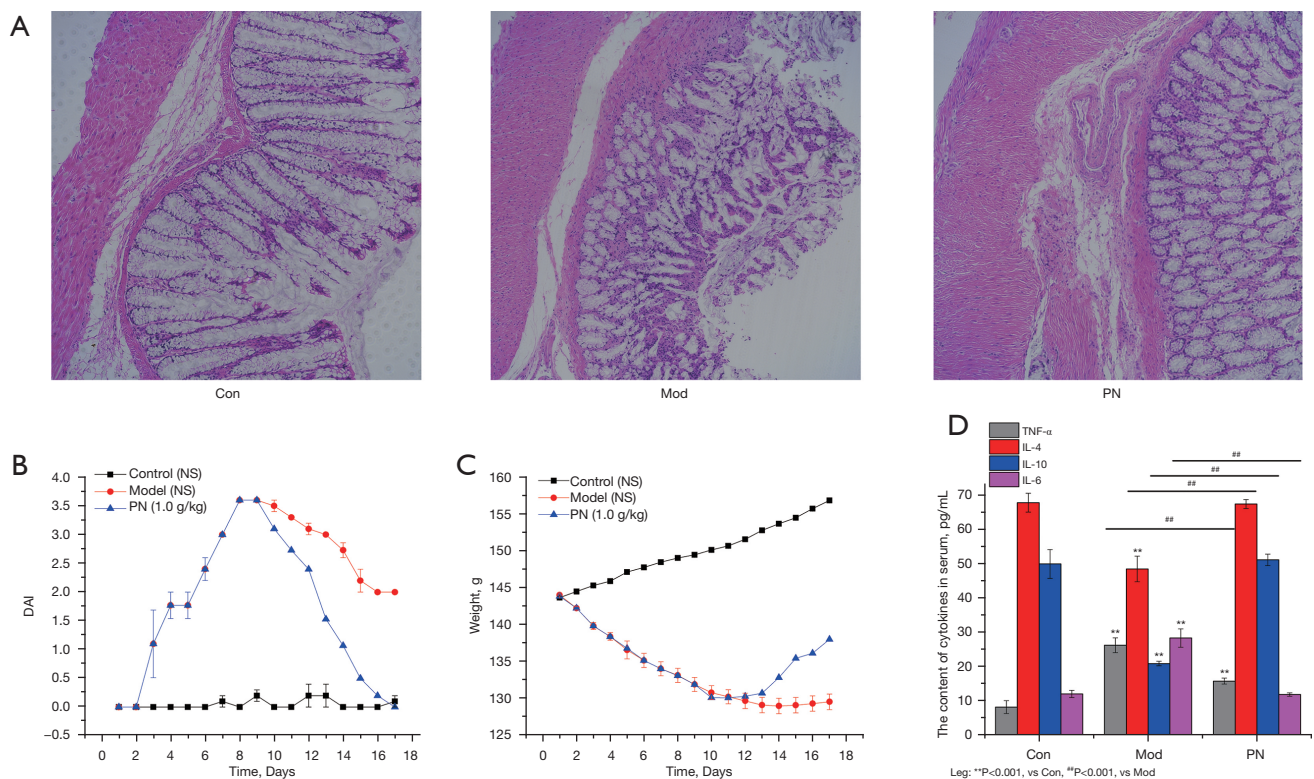 A
Con
Mod
PN
B
Control (NS)
Model (NS)
PN (1.0 g/kg)
DAI
4.0
3.5
3.0
2.5
2.0
1.5
1.0
0.5
0.0
−0.5
0 2 4 6 8 10 12 14 16 18
Time, Days
C
Control (NS)
Model (NS)
PN (1.0 g/kg)
Weight, g
160
155
150
145
140
135
130
125
0 2 4 6 8 10 12 14 16 18
Time, Days
D
TNF-α
IL-4
IL-10
IL-6
The content of cytokines in serum, pg/mL
70
60
50
40
30
20
10
0
##
##
##
##
**
**
**
**
**
Con Mod PN
Leg: **P<0.001, vs Con, ##P<0.001, vs Mod